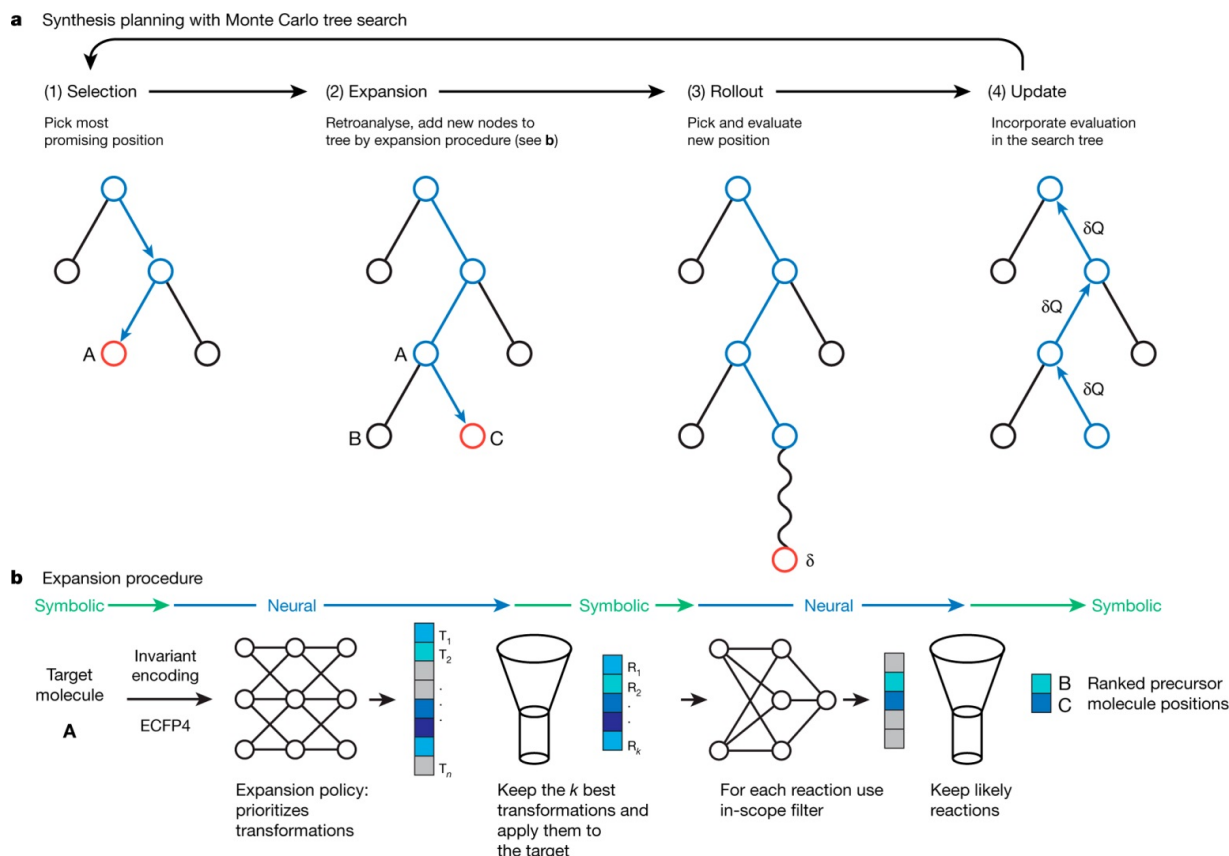 a Synthesis planning with Monte Carlo tree search
(1) Selection
Pick most
promising position
(2) Expansion
Retroanalyse, add new nodes to
tree by expansion procedure (see b)
(3) Rollout
Pick and evaluate
new position
(4) Update
Incorporate evaluation
in the search tree
A
A
B
C
δ
δQ
δQ
δQ
b Expansion procedure
Symbolic
Neural
Symbolic
Neural
Symbolic
Target
molecule
A
Invariant
encoding
ECFP4
T1
T2
.
.
.
Tn
Expansion policy:
prioritizes
transformations
R1
R2
.
.
Rk
Keep the k best
transformations and
apply them to
the target
For each reaction use
in-scope filter
Keep likely
reactions
B
C
Ranked precursor
molecule positions